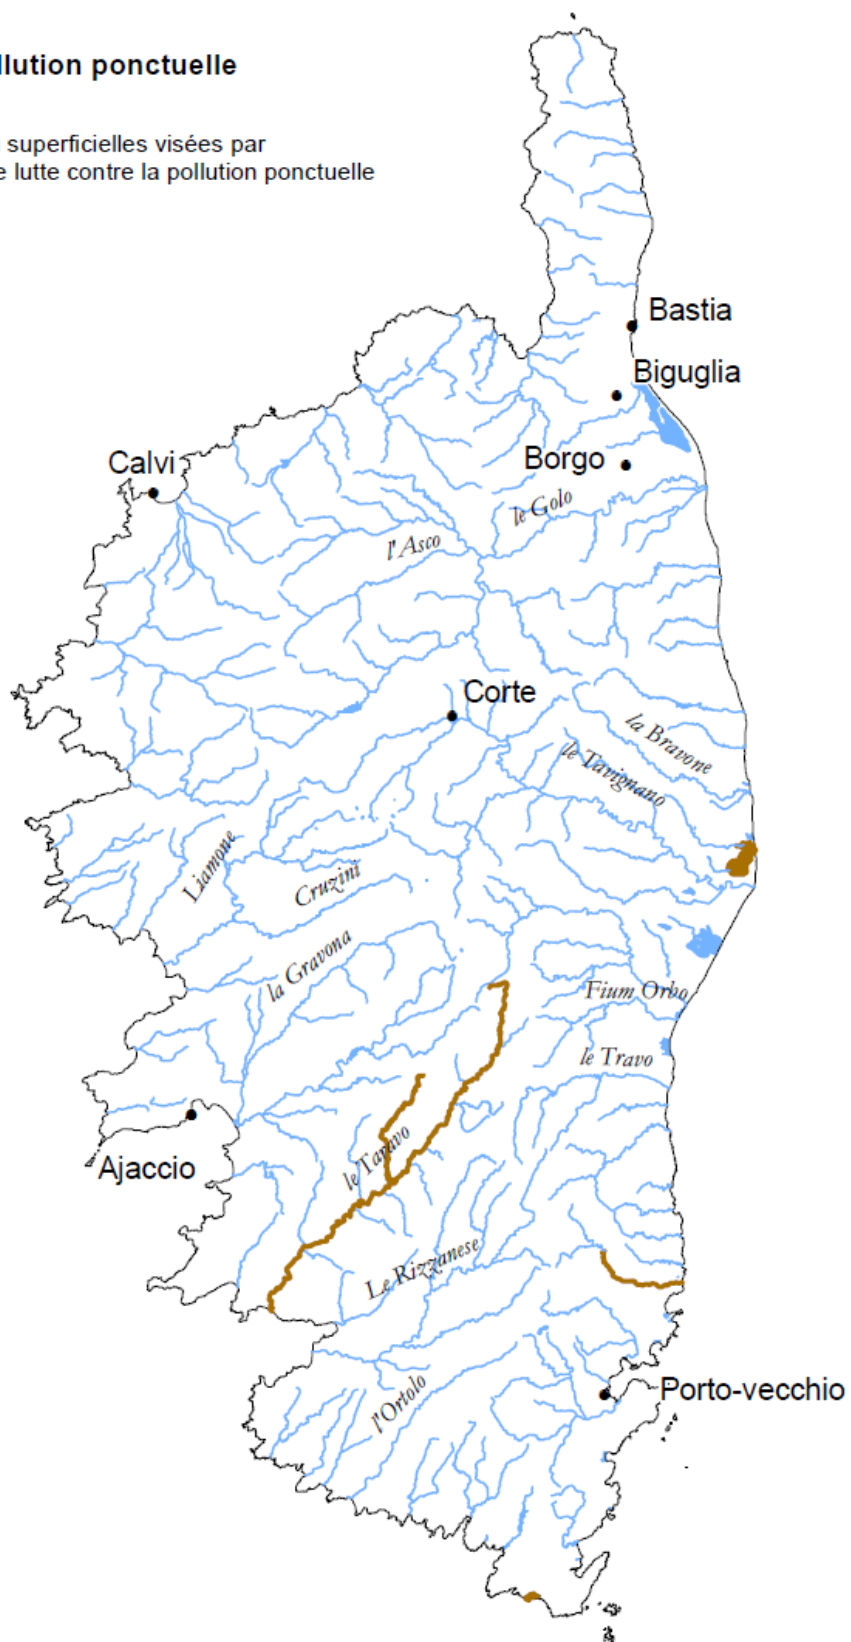 llution ponctuelle
superficielles visées par
e lutte contre la pollution ponctuelle
Bastia
Biguglia
Calvi
Borgo
le Golo
l'Asco
Corte
la Bravone
le Tavignano
Liamone
Cruzini
la Gravona
Fium Orbo
le Travo
Ajaccio
le Taravo
Le Rizzanese
Porto-vecchio
l'Ortolo